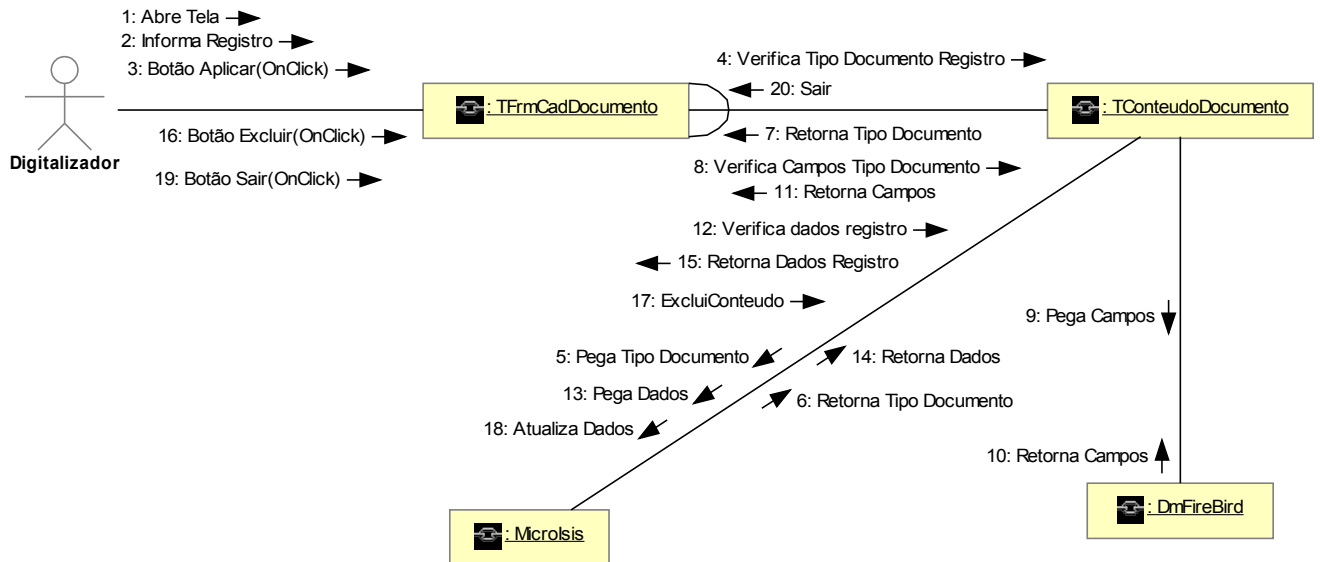 1: Abre Tela
2: Informa Registro
3: Botão Aplicar(OnClick)
4: Verifica Tipo Documento Registro
20: Sair
: TFrmCadDocumento
: TConteudoDocumento
16: Botão Excluir(OnClick)
7: Retorna Tipo Documento
Digitalizador
8: Verifica Campos Tipo Documento
19: Botão Sair(OnClick)
11: Retorna Campos
12: Verifica dados registro
15: Retorna Dados Registro
17: ExcluiConteudo
9: Pega Campos
5: Pega Tipo Documento
14: Retorna Dados
13: Pega Dados
6: Retorna Tipo Documento
18: Atualiza Dados
10: Retorna Campos
: DmFireBird
: MicroIsis